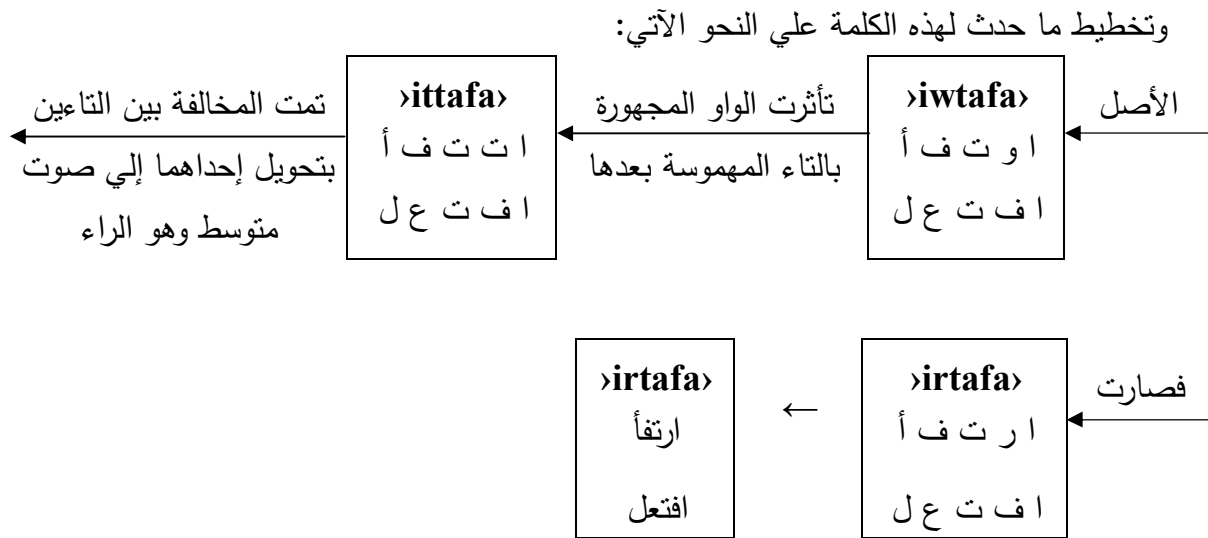 وتخطيط ما حدث لهذه الكلمة علي النحو الآتي:
الأصل
›iwtafa›
ا و ت ف أ
ا ف ت ع ل
تأثرت الواو المجهورة
بالتاء المهموسة بعدها
›ittafa›
ا ت ت ف أ
ا ف ت ع ل
تمت المخالفة بين التاءين
بتحويل إحداهما إلي صوت
متوسط وهو الراء
فصارت
›irtafa›
ا ر ت ف أ
ا ف ت ع ل
←
›irtafa›
ارتفأ
افتعل